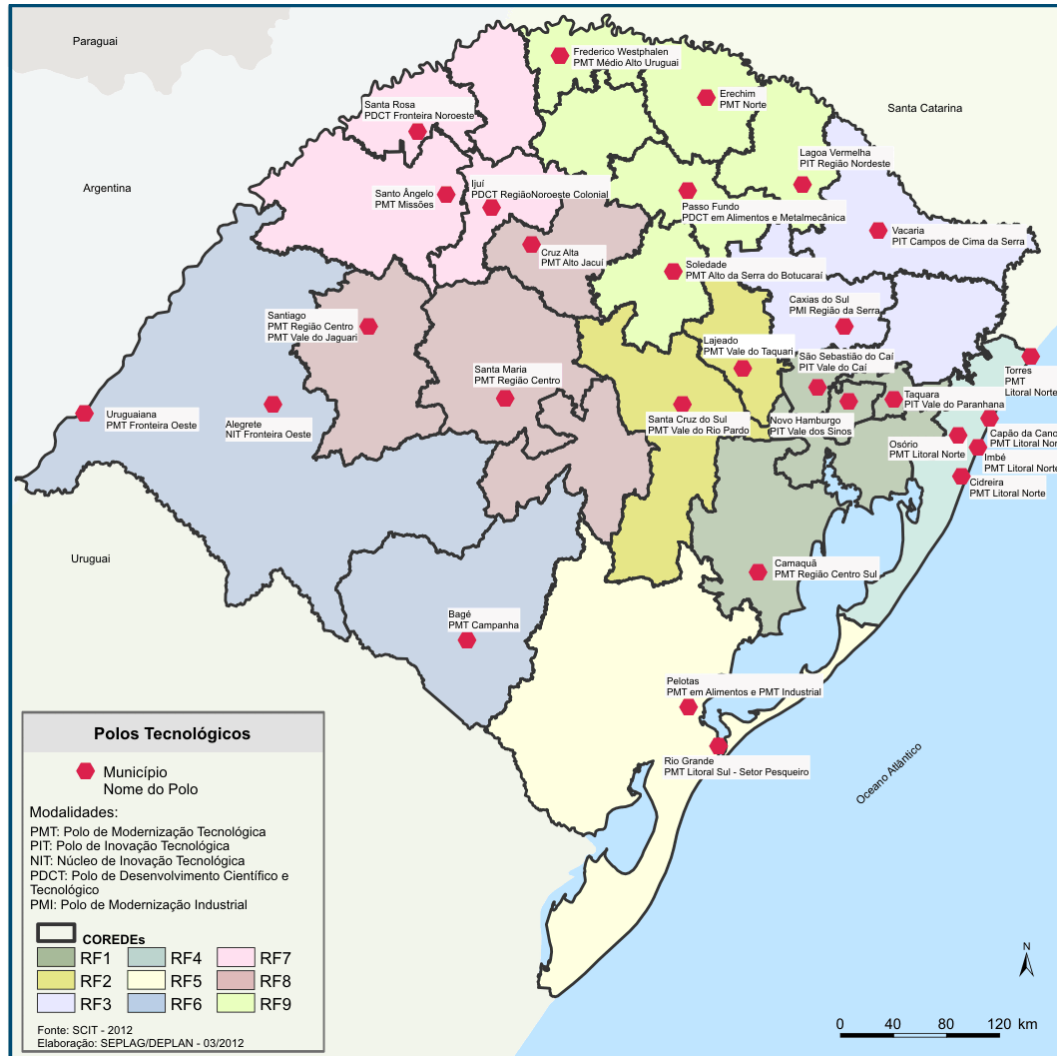 Paraguai
Argentina
Uruguai
Santa Catarina
Oceano Atlântico
Frederico Westphalen
PMT Médio Alto Uruguai
Erechim
PMT Norte
Santa Rosa
PDCT Fronteira Noroeste
Lagoa Vermelha
PIT Região Nordeste
Santo Ângelo
PMT Missões
Ijuí
PDCT RegiãoNoroeste Colonial
Passo Fundo
PDCT em Alimentos e Metalmecânica
Vacaria
PIT Campos de Cima da Serra
Cruz Alta
PMT Alto Jacuí
Soledade
PMT Alto da Serra do Botucaraí
Caxias do Sul
PMI Região da Serra
Santiago
PMT Região Centro
PMT Vale do Jaguari
Lajeado
PMT Vale do Taquari
São Sebastião do Caí
PIT Vale do Caí
Torres
PMT
Litoral Norte
Santa Maria
PMT Região Centro
Taquara
PIT Vale do Paranhana
Uruguaiana
PMT Fronteira Oeste
Alegrete
NIT Fronteira Oeste
Santa Cruz do Sul
PMT Vale do Rio Pardo
Novo Hamburgo
PIT Vale dos Sinos
Capão da Cano
PMT Litoral Nor
Osório
PMT Litoral Norte
Imbé
PMT Litoral Norte
Cidreira
PMT Litoral Norte
Camaquã
PMT Região Centro Sul
Bagé
PMT Campanha
Pelotas
PMT em Alimentos e PMT Industrial
Rio Grande
PMT Litoral Sul - Setor Pesqueiro
Polos Tecnológicos
Município
Nome do Polo
Modalidades:
PMT: Polo de Modernização Tecnológica
PIT: Polo de Inovação Tecnológica
NIT: Núcleo de Inovação Tecnológica
PDCT: Polo de Desenvolvimento Científico e
Tecnológico
PMI: Polo de Modernização Industrial
COREDEs
RF1 RF4 RF7
RF2 RF5 RF8
RF3 RF6 RF9
Fonte: SCIT - 2012
Elaboração: SEPLAG/DEPLAN - 03/2012
N
0 40 80 120 km